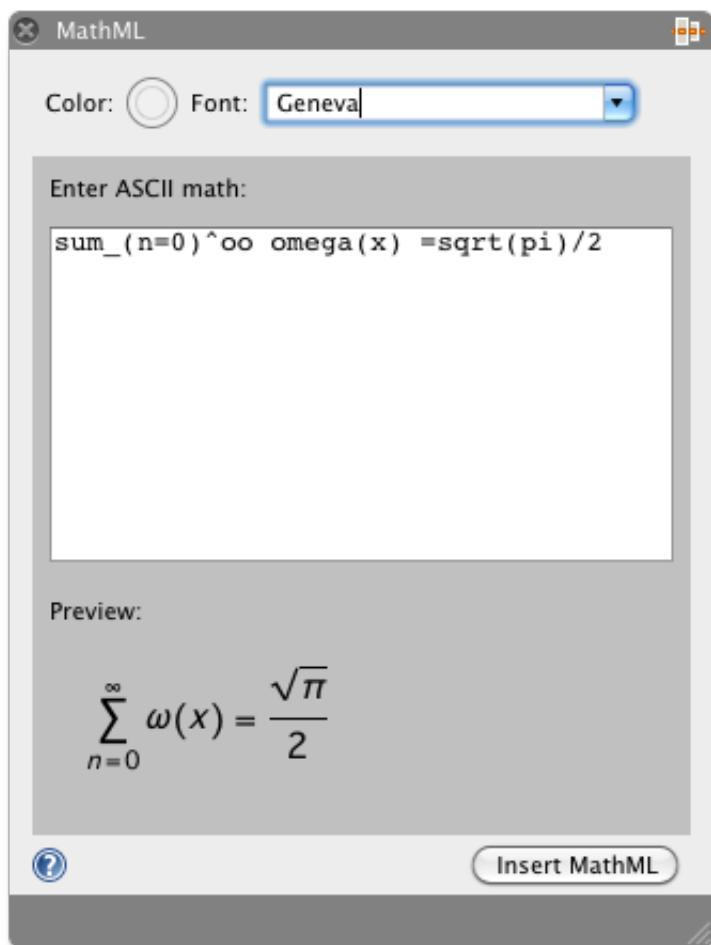 MathML
Color: Font: Geneva
Enter ASCII math:
sum_(n=0)^oo omega(x) =sqrt(pi)/2
Preview:
∞
∑ ω(x) = √π / 2
n=0
?
Insert MathML